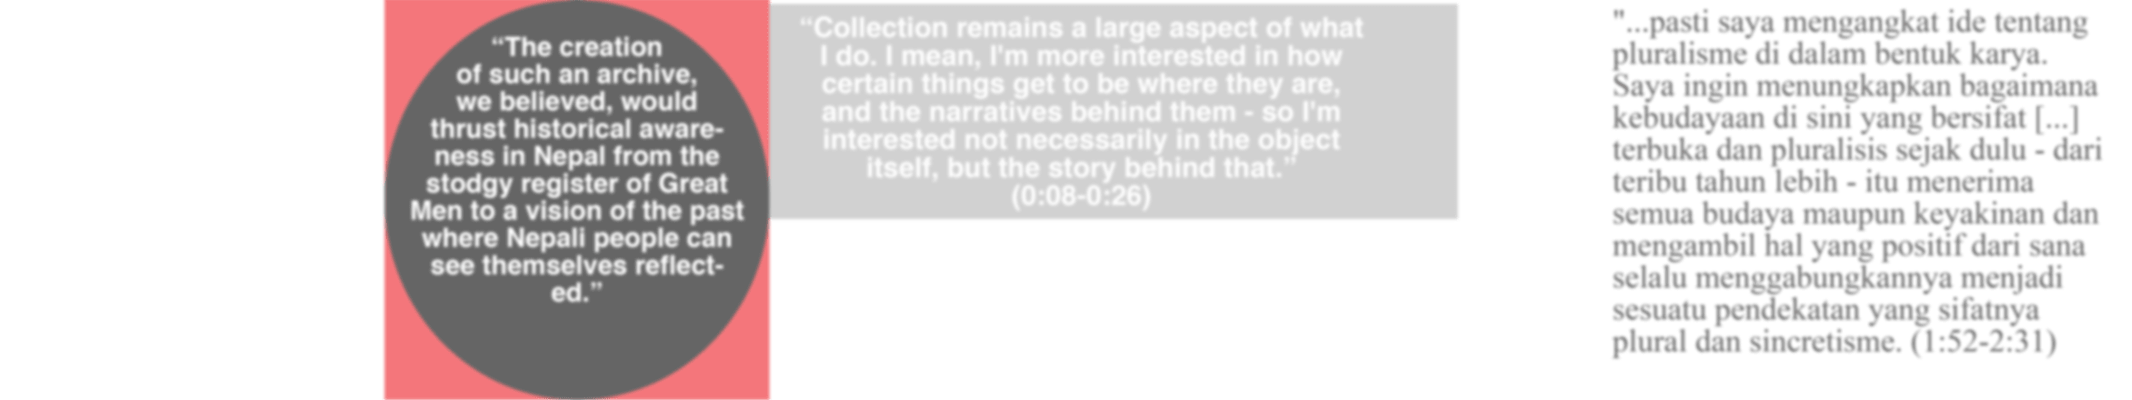 “The creation
of such an archive,
we believed, would
thrust historical aware-
ness in Nepal from the
stodgy register of Great
Men to a vision of the past
where Nepali people can
see themselves reflect-
ed.”
“Collection remains a large aspect of what
I do. I mean, I'm more interested in how
certain things get to be where they are,
and the narratives behind them - so I'm
interested not necessarily in the object
itself, but the story behind that.”
(0:08-0:26)
"...pasti saya mengangkat ide tentang
pluralisme di dalam bentuk karya.
Saya ingin menungkapkan bagaimana
kebudayaan di sini yang bersifat [...]
terbuka dan pluralisis sejak dulu - dari
teribu tahun lebih - itu menerima
semua budaya maupun keyakinan dan
mengambil hal yang positif dari sana
selalu menggabungkannya menjadi
sesuatu pendekatan yang sifatnya
plural dan sincretisme. (1:52-2:31)